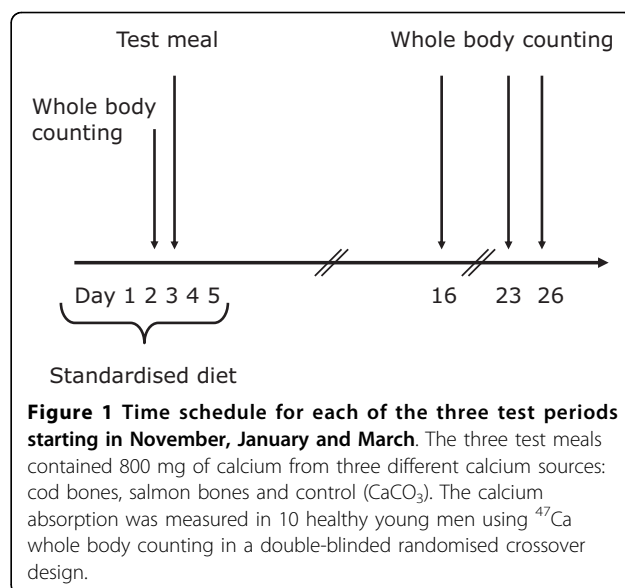 Test meal
Whole body counting
Whole body
counting
Day 1 2 3 4 5
16
23
26
Standardised diet
Figure 1 Time schedule for each of the three test periods
starting in November, January and March. The three test meals
contained 800 mg of calcium from three different calcium sources:
cod bones, salmon bones and control (CaCO₃). The calcium
absorption was measured in 10 healthy young men using ⁴⁷Ca
whole body counting in a double-blinded randomised crossover
design.